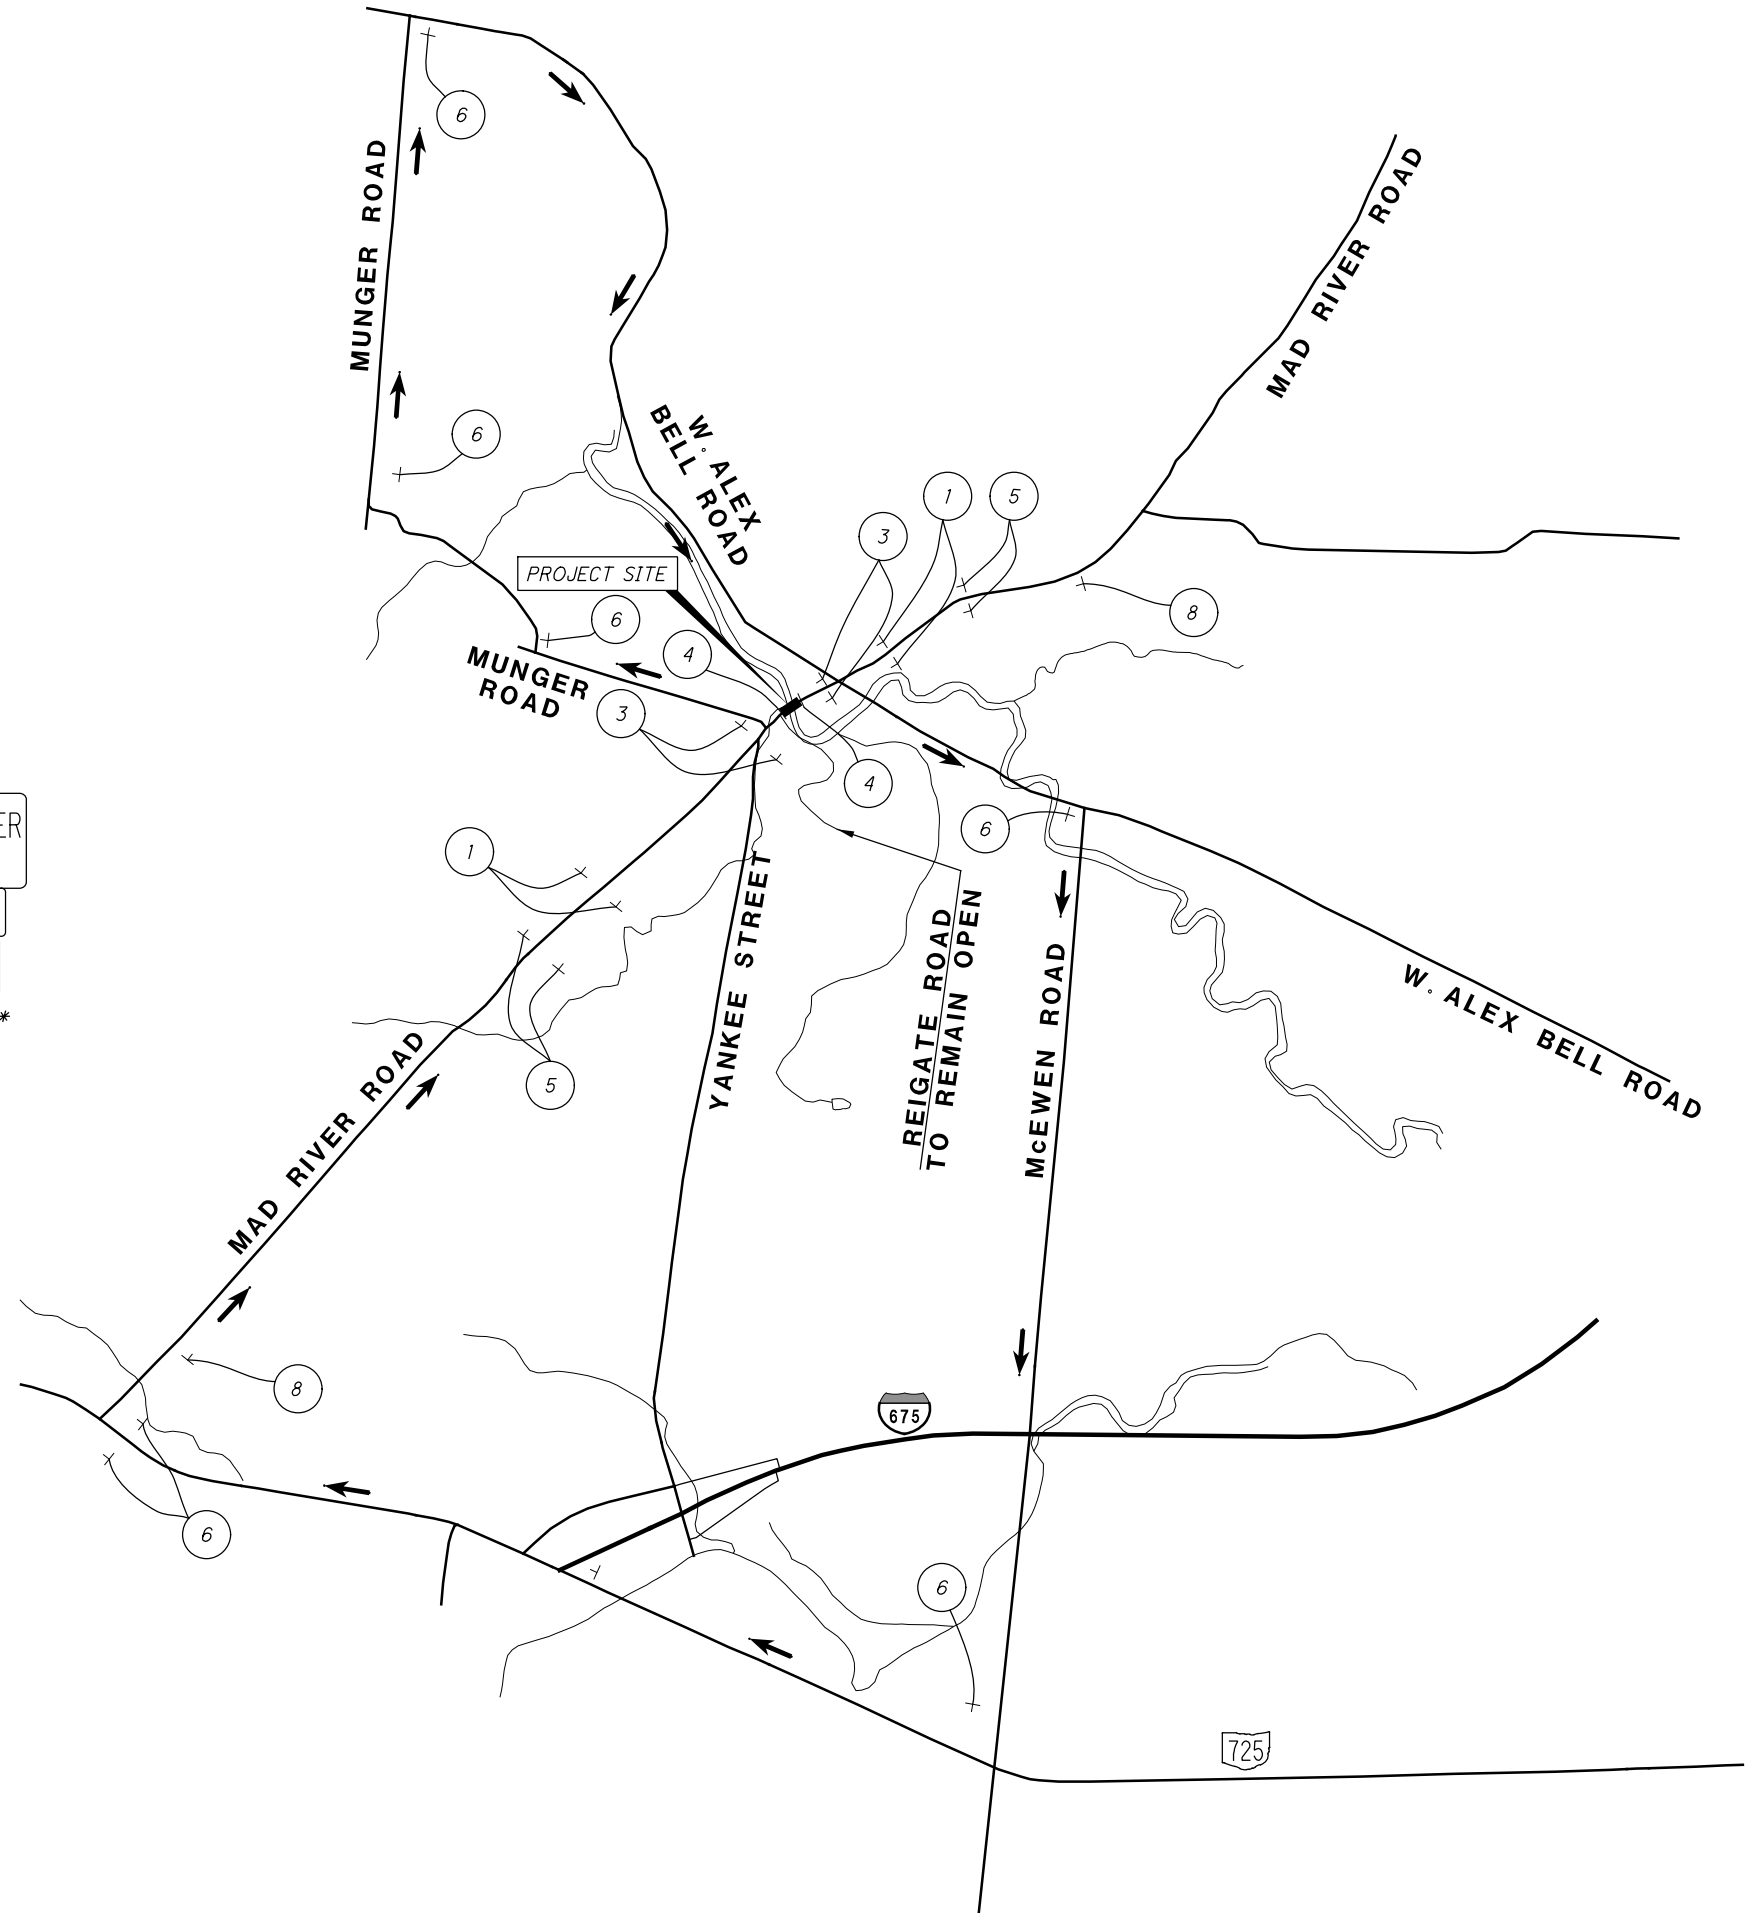 6
MUNGER ROAD
MAD RIVER ROAD
6
W. ALEX
BELL ROAD
1
5
3
PROJECT SITE
6
8
4
MUNGER
ROAD
3
4
ER
6
1
YANKEE STREET
REIGATE ROAD
TO REMAIN OPEN
McEWEN ROAD
W. ALEX BELL ROAD
*
5
MAD RIVER ROAD
8
675
6
6
725